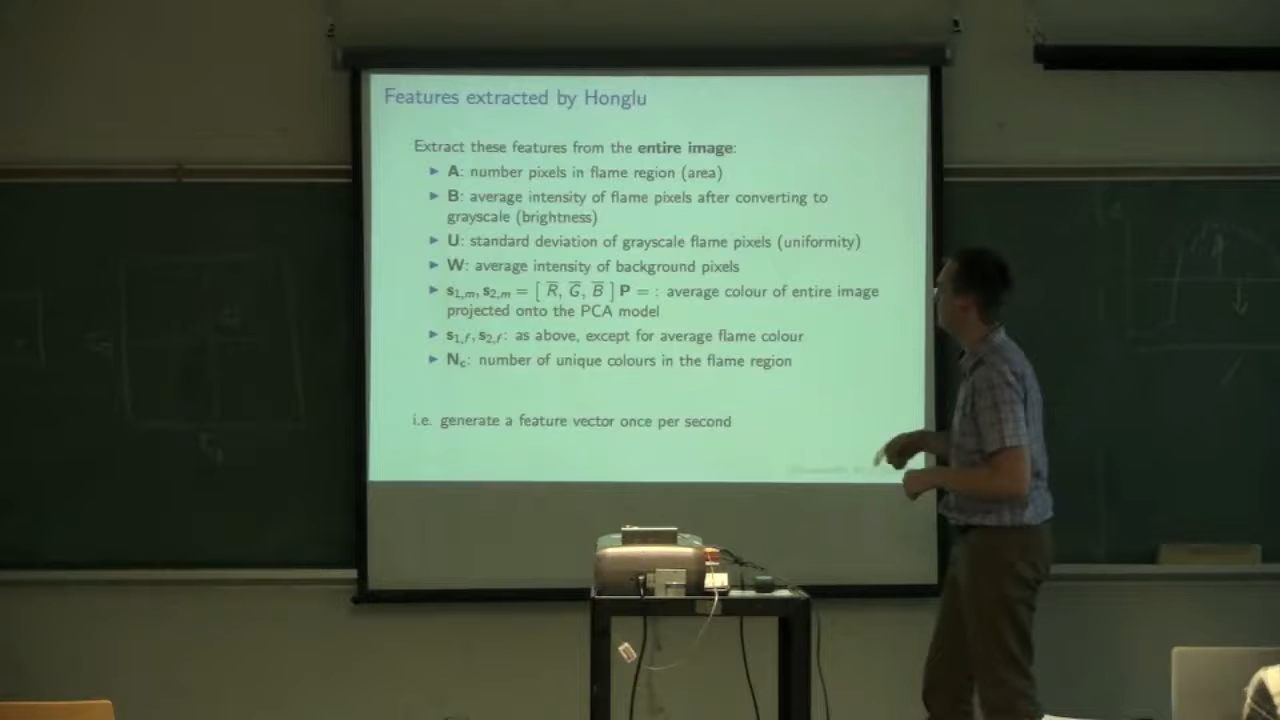 Features extracted by Honglu
Extract these features from the entire image:
▶ A: number pixels in flame region (area)
▶ B: average intensity of flame pixels after converting to
grayscale (brightness)
▶ U: standard deviation of grayscale flame pixels (uniformity)
▶ W: average intensity of background pixels
▶ s₁,ₘ, s₂,ₘ = [ R̅, G̅, B̅ ] P = : average colour of entire image
projected onto the PCA model
▶ s₁,f, s₂,f: as above, except for average flame colour
▶ N_c: number of unique colours in the flame region
i.e. generate a feature vector once per second